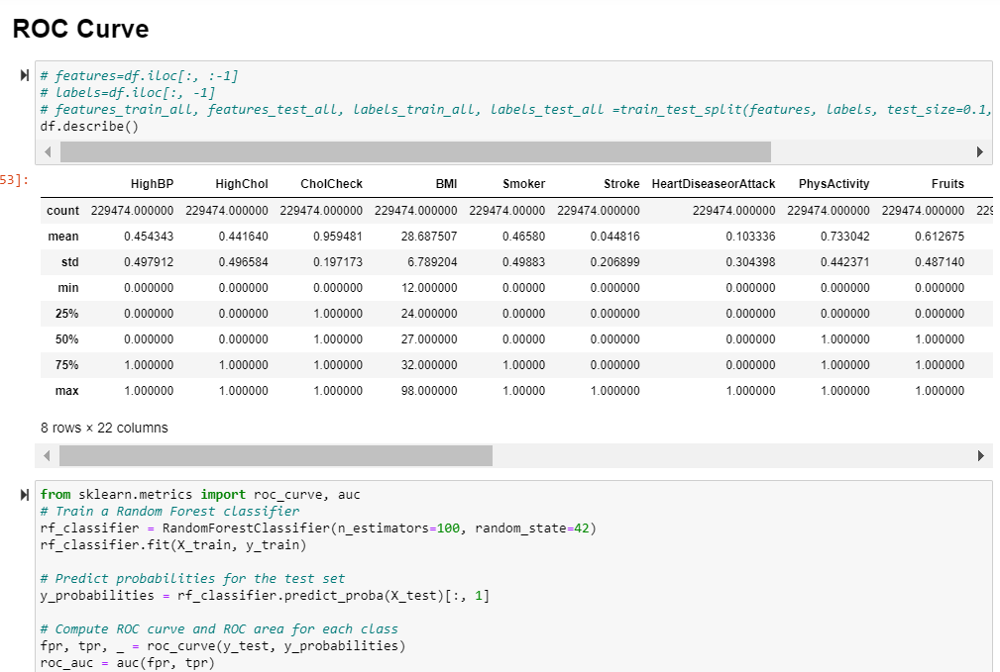 ROC Curve
# features=df.iloc[:, :-1]
# labels=df.iloc[:, -1]
# features_train_all, features_test_all, labels_train_all, labels_test_all =train_test_split(features, labels, test_size=0.1,
df.describe()
53]:
HighBP HighChol CholCheck BMI Smoker Stroke HeartDiseaseorAttack PhysActivity Fruits
count 229474.000000 229474.000000 229474.000000 229474.000000 229474.00000 229474.000000 229474.000000 229474.000000 229474.000000 229
mean 0.454343 0.441640 0.959481 28.687507 0.46580 0.044816 0.103336 0.733042 0.612675
std 0.497912 0.496584 0.197173 6.789204 0.49883 0.206899 0.304398 0.442371 0.487140
min 0.000000 0.000000 0.000000 12.000000 0.00000 0.000000 0.000000 0.000000 0.000000
25% 0.000000 0.000000 1.000000 24.000000 0.00000 0.000000 0.000000 0.000000 0.000000
50% 0.000000 0.000000 1.000000 27.000000 0.00000 0.000000 0.000000 1.000000 1.000000
75% 1.000000 1.000000 1.000000 32.000000 1.00000 0.000000 0.000000 1.000000 1.000000
max 1.000000 1.000000 1.000000 98.000000 1.00000 1.000000 1.000000 1.000000 1.000000
8 rows × 22 columns
from sklearn.metrics import roc_curve, auc
# Train a Random Forest classifier
rf_classifier = RandomForestClassifier(n_estimators=100, random_state=42)
rf_classifier.fit(X_train, y_train)
# Predict probabilities for the test set
y_probabilities = rf_classifier.predict_proba(X_test)[:, 1]
# Compute ROC curve and ROC area for each class
fpr, tpr, _ = roc_curve(y_test, y_probabilities)
roc_auc = auc(fpr, tpr)